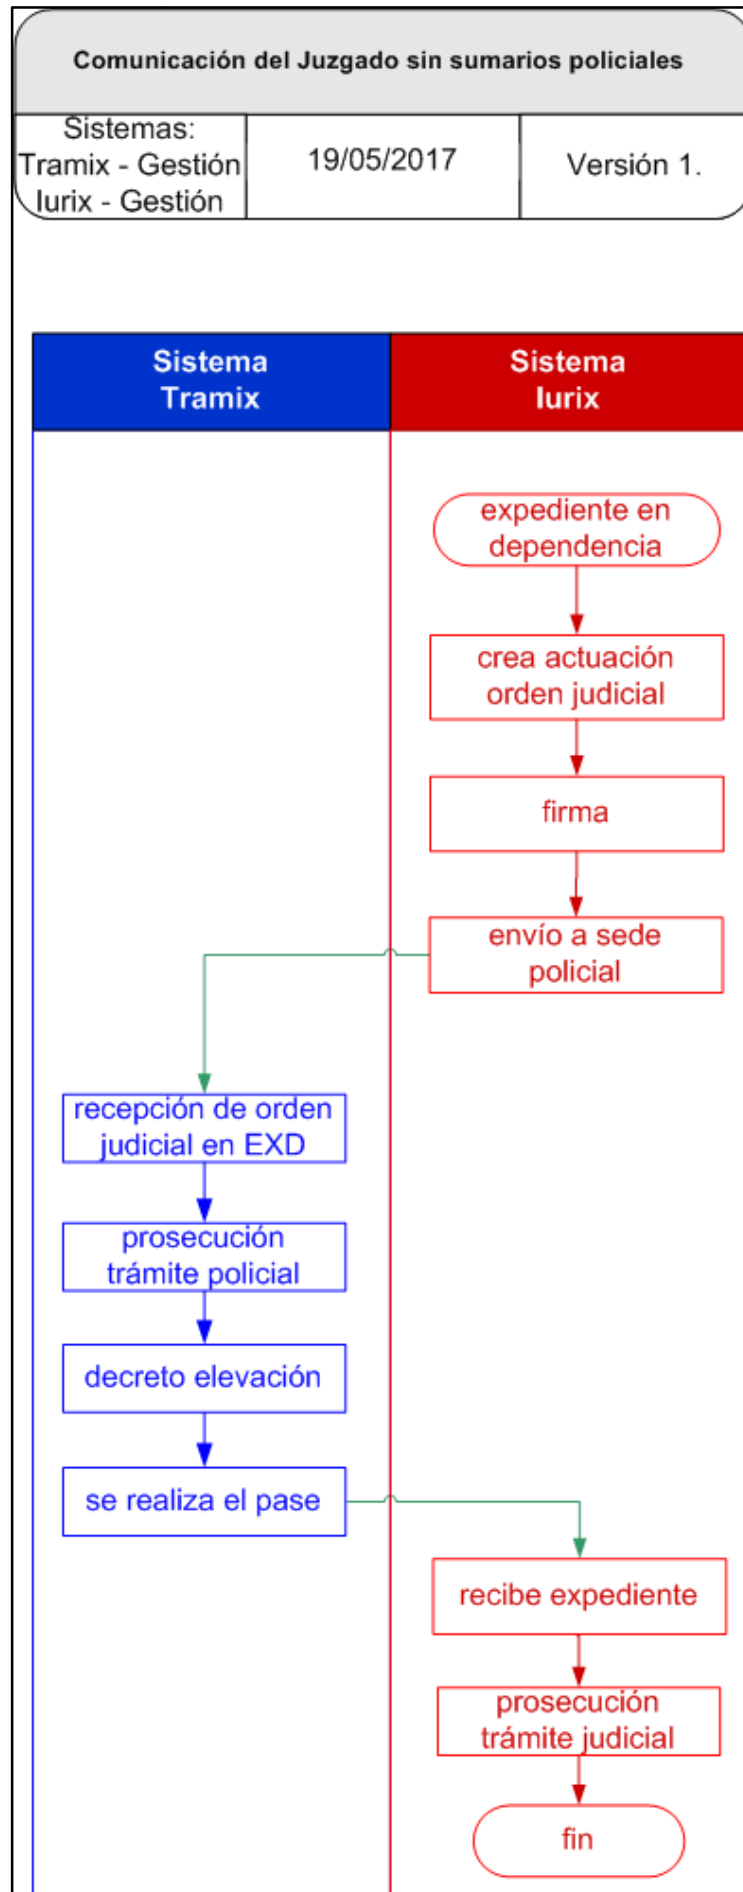 Comunicación del Juzgado sin sumarios policiales
Sistemas:
Tramix - Gestión
Iurix - Gestión
19/05/2017
Versión 1.
Sistema
Tramix
Sistema
Iurix
expediente en
dependencia
crea actuación
orden judicial
firma
envío a sede
policial
recepción de orden
judicial en EXD
prosecución
trámite policial
decreto elevación
se realiza el pase
recibe expediente
prosecución
trámite judicial
fin